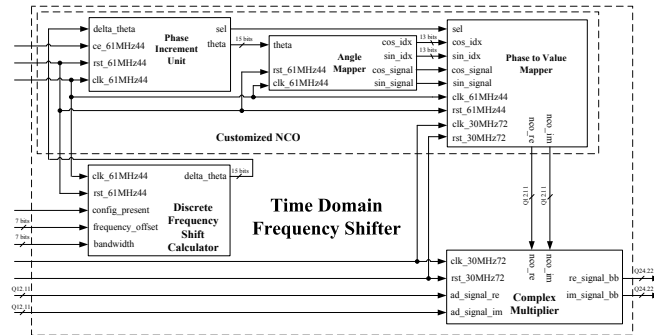 delta_theta
ce_61MHz44
rst_61MHz44
clk_61MHz44
Phase
Increment
Unit
sel
theta
15 bits
theta
rst_61MHz44
clk_61MHz44
Angle
Mapper
cos_idx
sin_idx
cos_signal
sin_signal
13 bits
13 bits
sel
cos_idx
sin_idx
cos_signal
sin_signal
clk_61MHz44
rst_61MHz44
clk_30MHz72
rst_30MHz72
Phase to Value
Mapper
nco_re
nco_im
Customized NCO
clk_61MHz44
rst_61MHz44
config_present
frequency_offset
bandwidth
delta_theta
15 bits
Discrete
Frequency
Shift
Calculator
7 bits
7 bits
Time Domain
Frequency Shifter
Q12.11
Q12.11
clk_30MHz72
rst_30MHz72
ad_signal_re
ad_signal_im
nco_re
nco_im
Complex
Multiplier
re_signal_bb
im_signal_bb
Q24.22
Q24.22
Q12.11
Q12.11